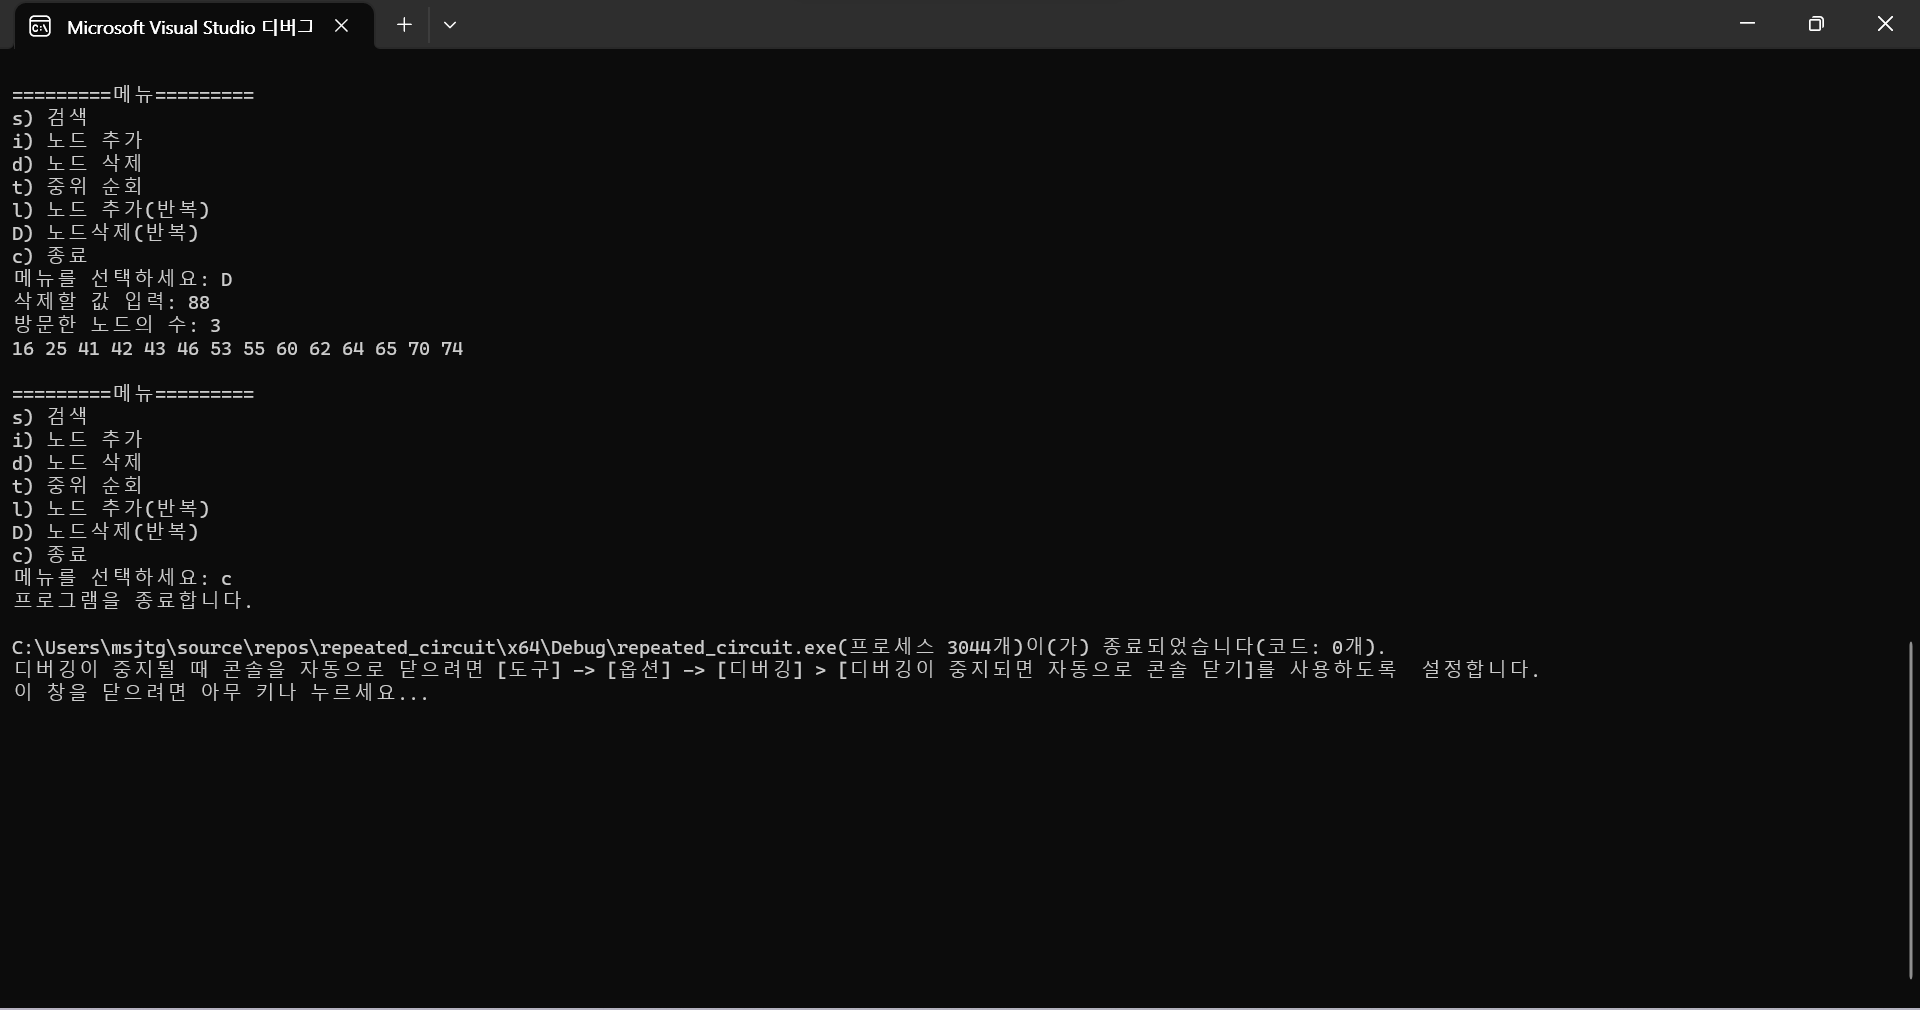 Microsoft Visual Studio 디버그
=========메뉴=========
s) 검색
i) 노드 추가
d) 노드 삭제
t) 중위 순회
l) 노드 추가(반복)
D) 노드삭제(반복)
c) 종료
메뉴를 선택하세요: D
삭제할 값 입력: 88
방문한 노드의 수: 3
16 25 41 42 43 46 53 55 60 62 64 65 70 74
=========메뉴=========
s) 검색
i) 노드 추가
d) 노드 삭제
t) 중위 순회
l) 노드 추가(반복)
D) 노드삭제(반복)
c) 종료
메뉴를 선택하세요: c
프로그램을 종료합니다.
C:\Users\msjtg\source\repos\repeated_circuit\x64\Debug\repeated_circuit.exe(프로세스 3044개)이(가) 종료되었습니다(코드: 0개).
디버깅이 중지될 때 콘솔을 자동으로 닫으려면 [도구] -> [옵션] -> [디버깅] > [디버깅이 중지되면 자동으로 콘솔 닫기]를 사용하도록  설정합니다.
이 창을 닫으려면 아무 키나 누르세요...